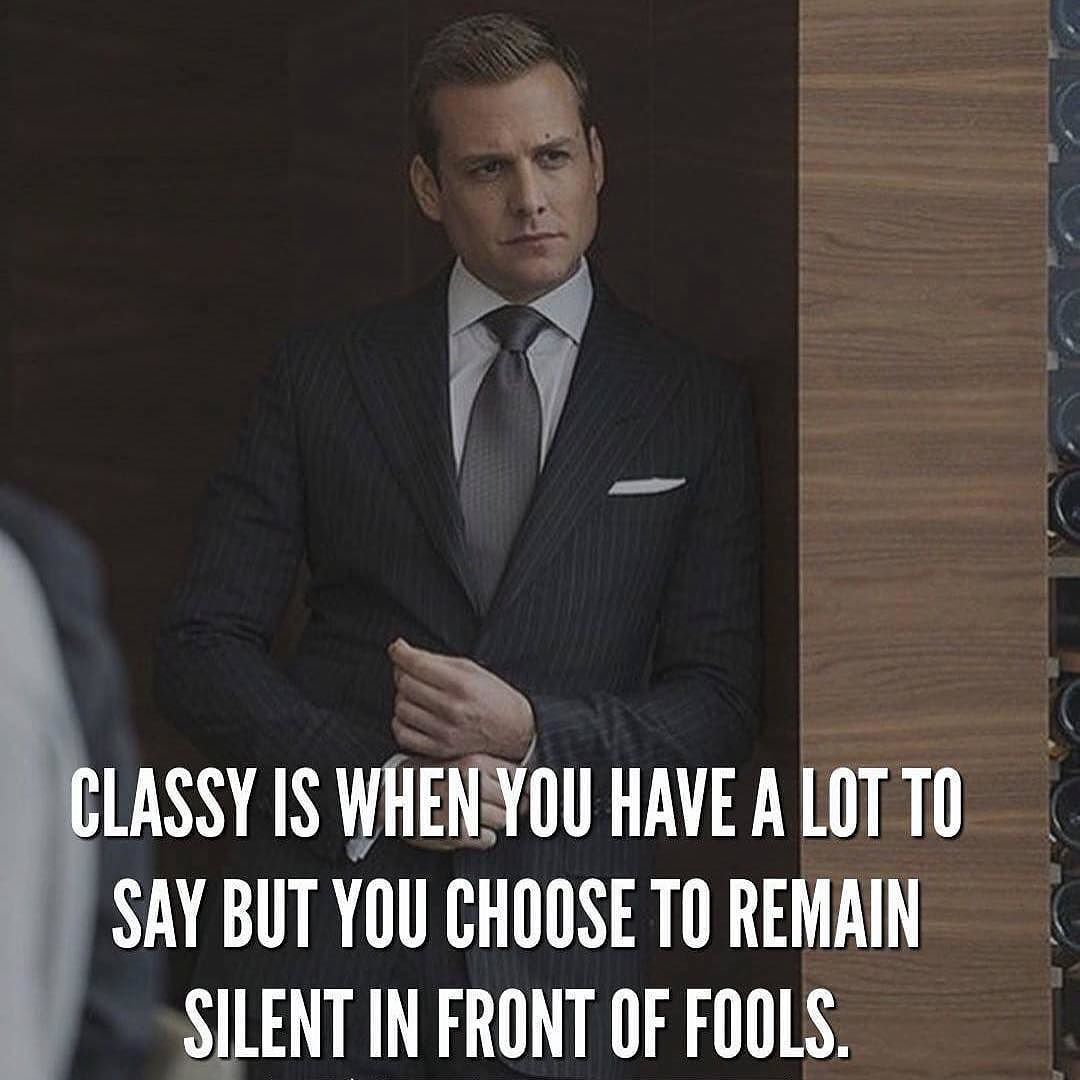 CLASSY IS WHEN YOU HAVE A LOT TO
SAY BUT YOU CHOOSE TO REMAIN
SILENT IN FRONT OF FOOLS.